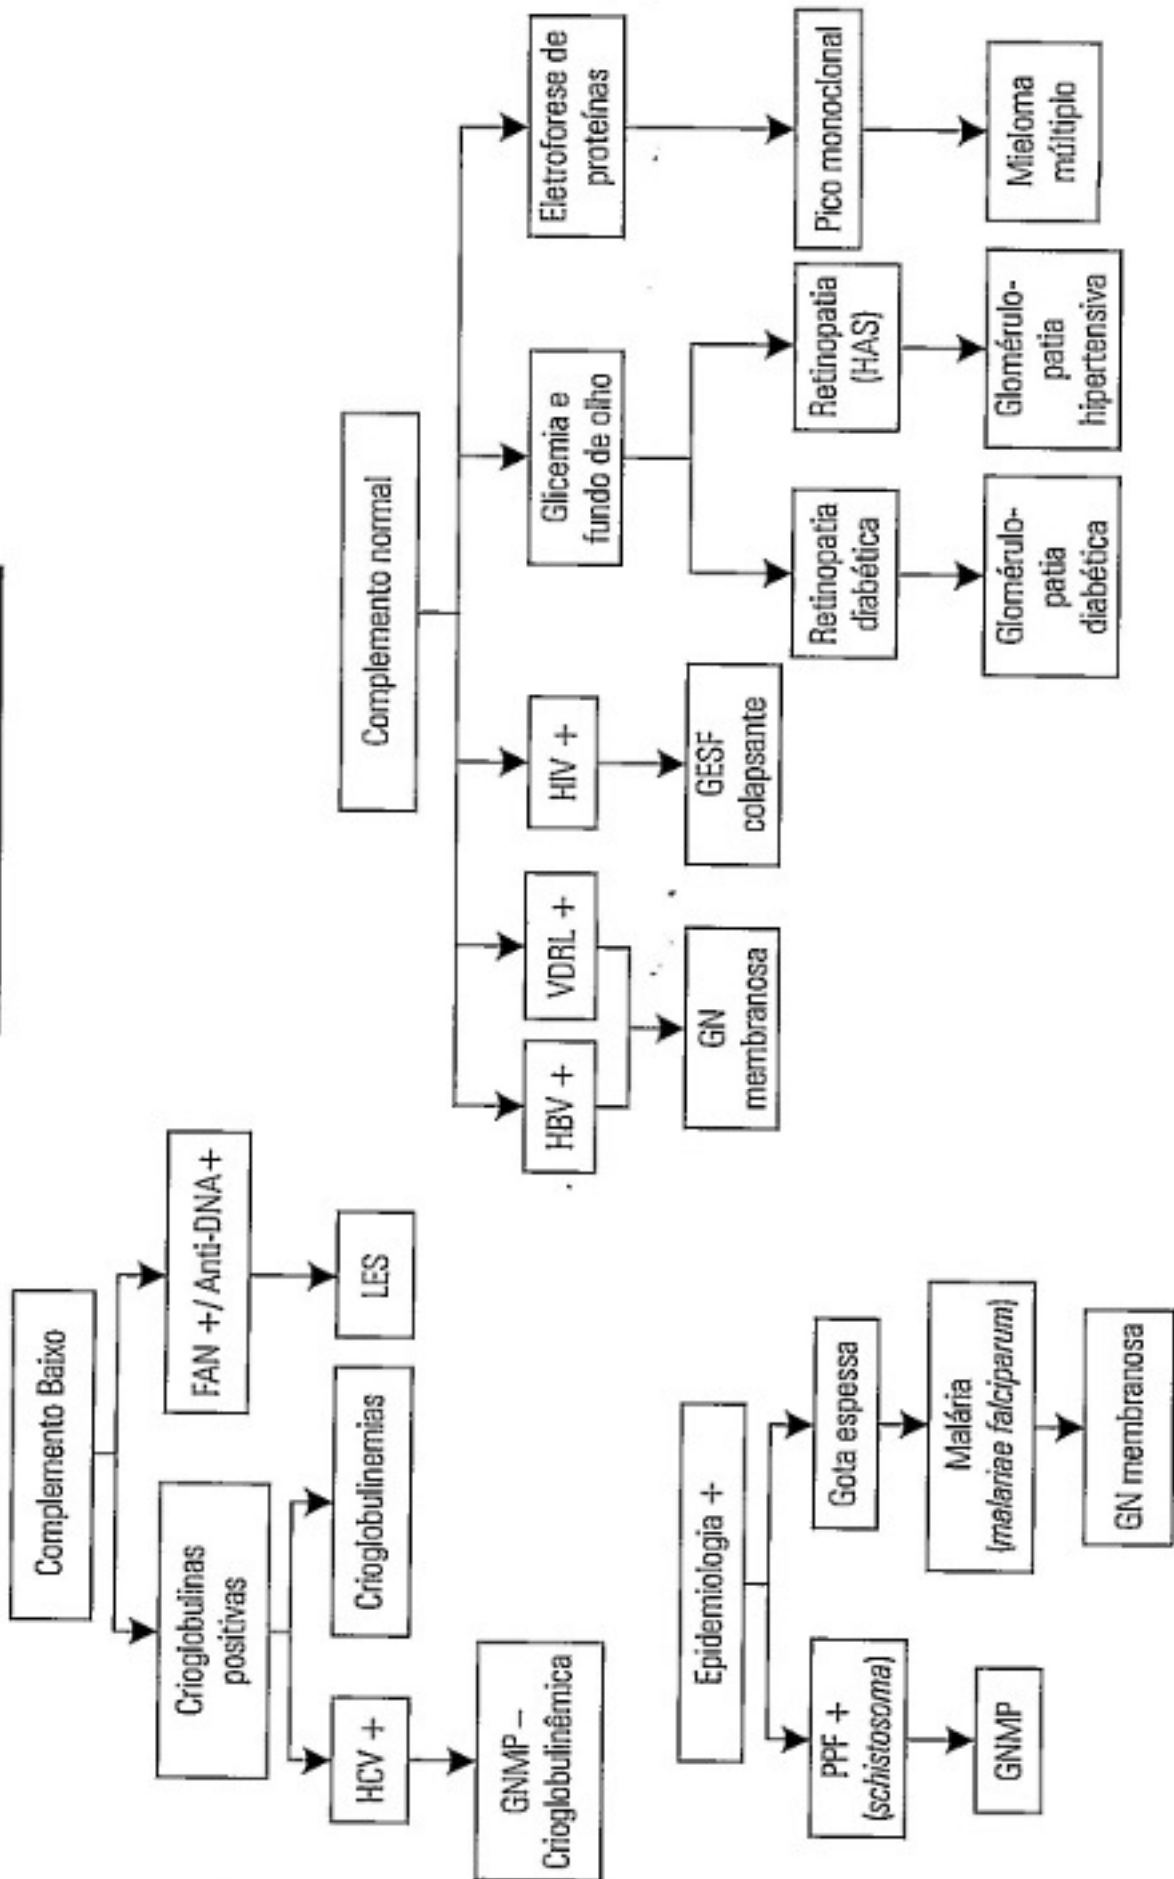 Complemento Baixo
Crioglobulinas
positivas
FAN +/ Anti-DNA+
HCV +
Crioglobulinemias
LES
GNMP –
Crioglobulinêmica
Complemento normal
HBV +
VDRL +
HIV +
Glicemia e
fundo de olho
Eletroforese de
proteínas
GN
membranosa
GESF
colapsante
Retinopatia
diabética
Retinopatia
(HAS)
Pico monoclonal
Glomérulo-
patia
diabética
Glomérulo-
patia
hipertensiva
Mieloma
múltiplo
Epidemiologia +
PPF +
(schistosoma)
Gota espessa
GNMP
Malária
(malariae falciparum)
GN membranosa